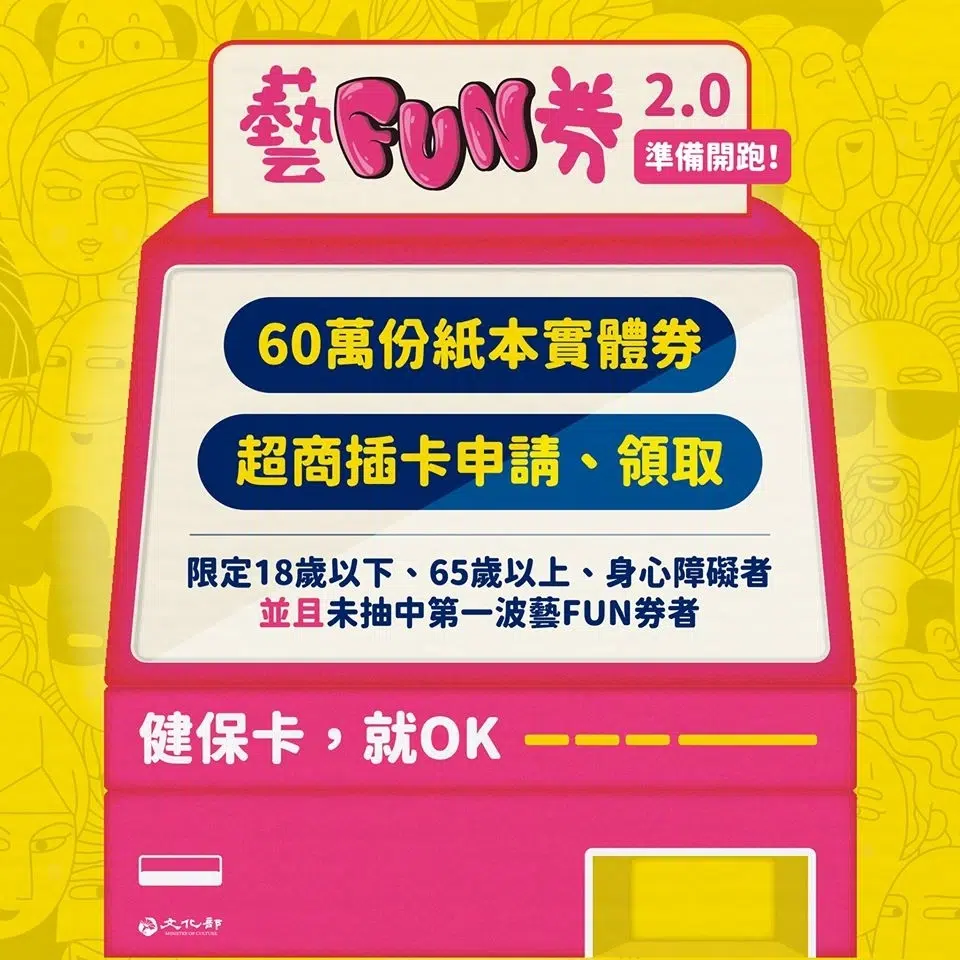 藝FUN券 2.0
準備開跑!
60萬份紙本實體券
超商插卡申請、領取
限定18歲以下、65歲以上、身心障礙者
並且未抽中第一波藝FUN券者
健保卡，就OK
文化部
MINISTRY OF CULTURE